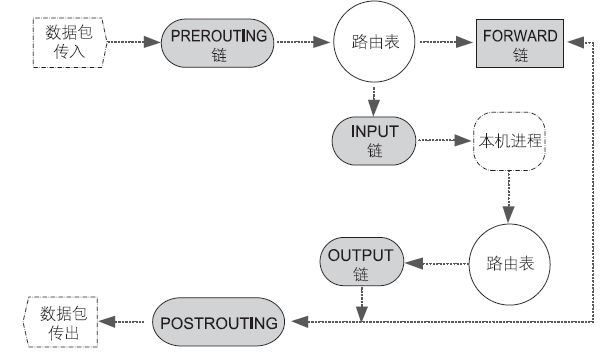 数据包
传入
PREROUTING
链
路由表
FORWARD
链
INPUT
链
本机进程
OUTPUT
链
路由表
数据包
传出
POSTROUTING